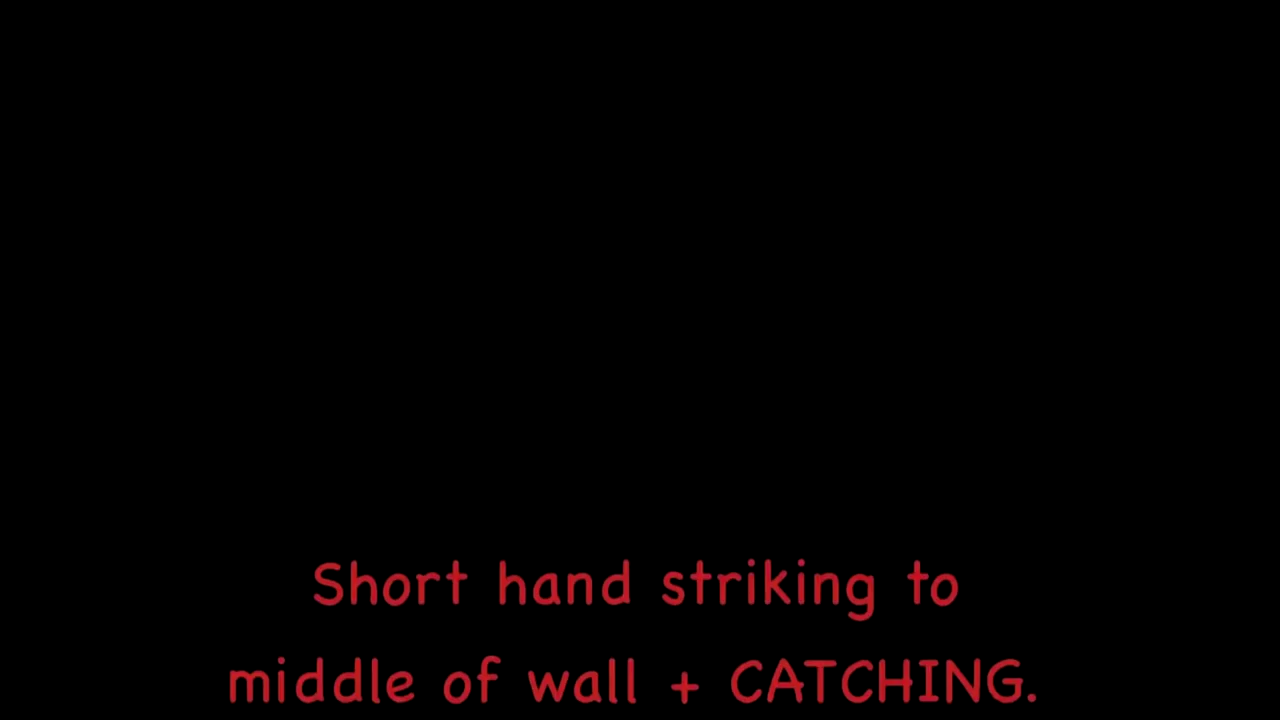 Short hand striking to
middle of wall + CATCHING.